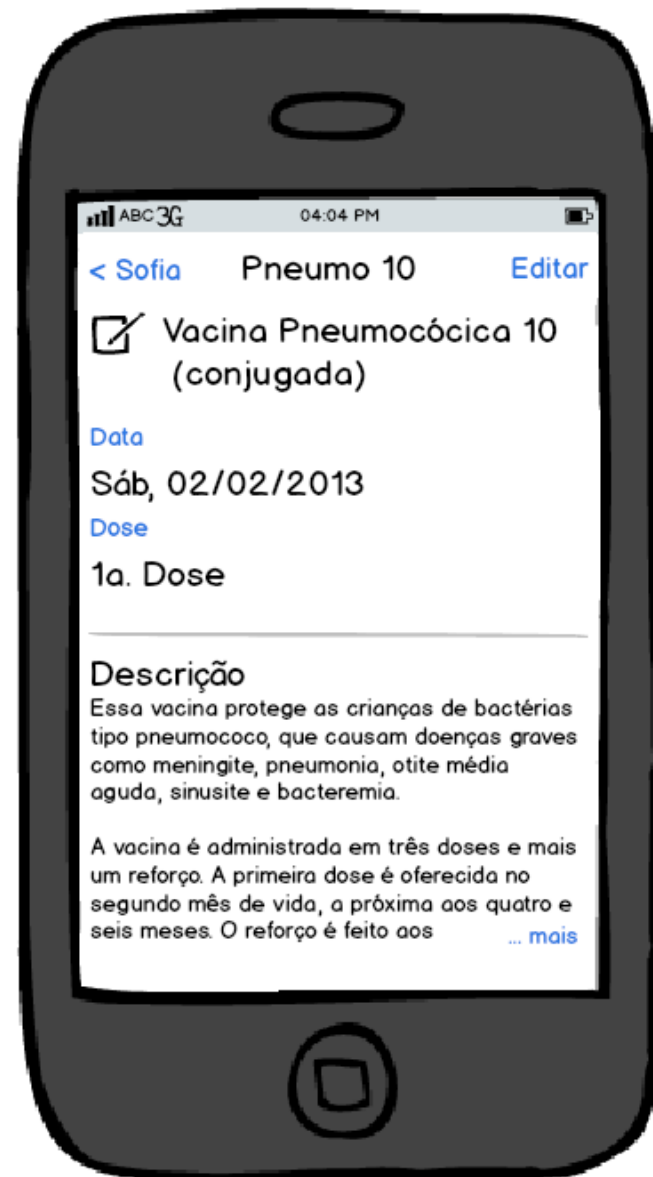 ABC 3G 04:04 PM
< Sofia Pneumo 10 Editar
Vacina Pneumocócica 10
(conjugada)
Data
Sáb, 02/02/2013
Dose
1a. Dose
Descrição
Essa vacina protege as crianças de bactérias
tipo pneumococo, que causam doenças graves
como meningite, pneumonia, otite média
aguda, sinusite e bacteremia.
A vacina é administrada em três doses e mais
um reforço. A primeira dose é oferecida no
segundo mês de vida, a próxima aos quatro e
seis meses. O reforço é feito aos ... mais